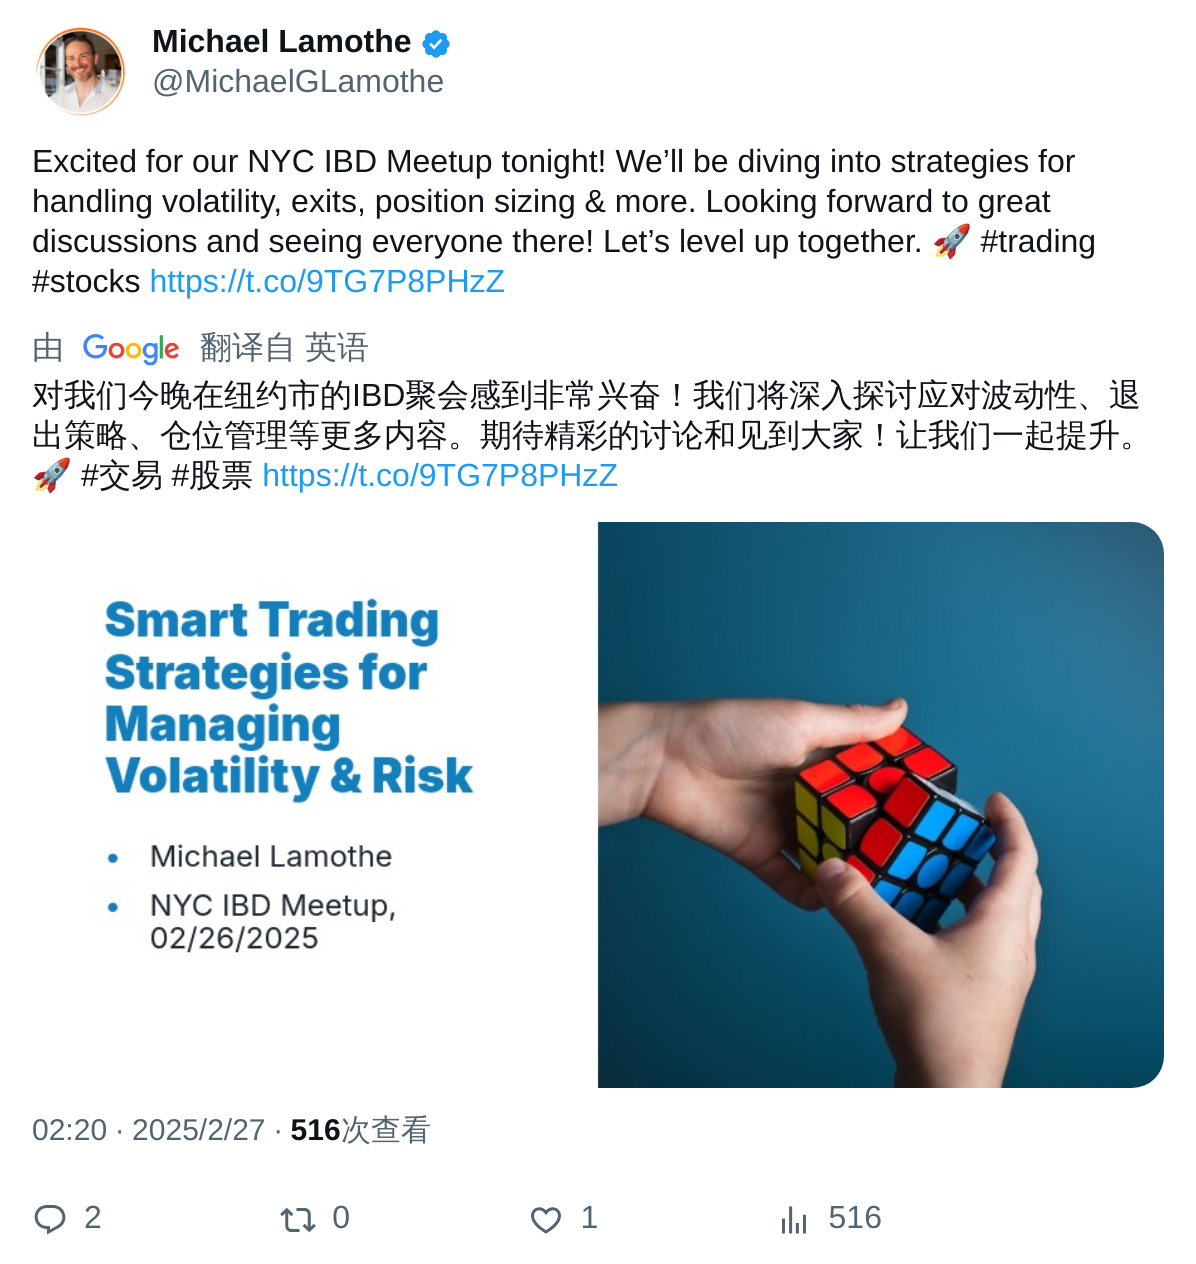 Michael Lamothe
@MichaelGLamothe
Excited for our NYC IBD Meetup tonight! We’ll be diving into strategies for
handling volatility, exits, position sizing & more. Looking forward to great
discussions and seeing everyone there! Let’s level up together. 🚀 #trading
#stocks https://t.co/9TG7P8PHzZ
由 Google 翻译自 英语
对我们今晚在纽约市的IBD聚会感到非常兴奋！我们将深入探讨应对波动性、退
出策略、仓位管理等更多内容。期待精彩的讨论和见到大家！让我们一起提升。
🚀 #交易 #股票 https://t.co/9TG7P8PHzZ
Smart Trading
Strategies for
Managing
Volatility & Risk
• Michael Lamothe
• NYC IBD Meetup,
02/26/2025
02:20 · 2025/2/27 · 516次查看
2 0 1 516